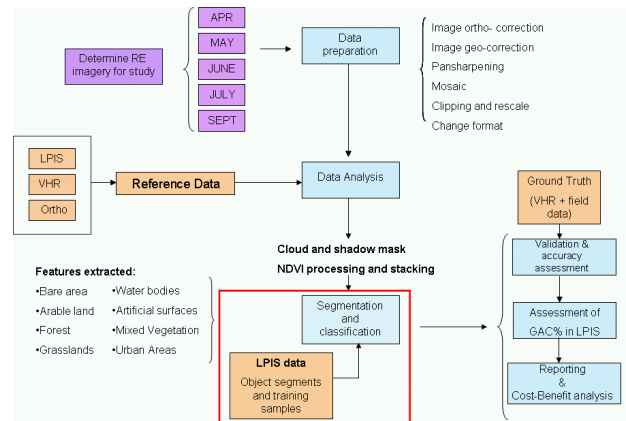 APR
MAY
JUNE
JULY
SEPT
Determine RE
imagery for study
Data
preparation
Image ortho- correction
Image geo-correction
Pansharpening
Mosaic
Clipping and rescale
Change format
LPIS
VHR
Ortho
Reference Data
Data Analysis
Ground Truth
(VHR + field
data)
Cloud and shadow mask
NDVI processing and stacking
Validation &
accuracy
assessment
Features extracted:
•Bare area
•Arable land
•Forest
•Grasslands
•Water bodies
•Artificial surfaces
•Mixed Vegetation
•Urban Areas
Segmentation
and
classification
LPIS data
Object segments
and training
samples
Assessment of
GAC% in LPIS
Reporting
&
Cost-Benefit analysis